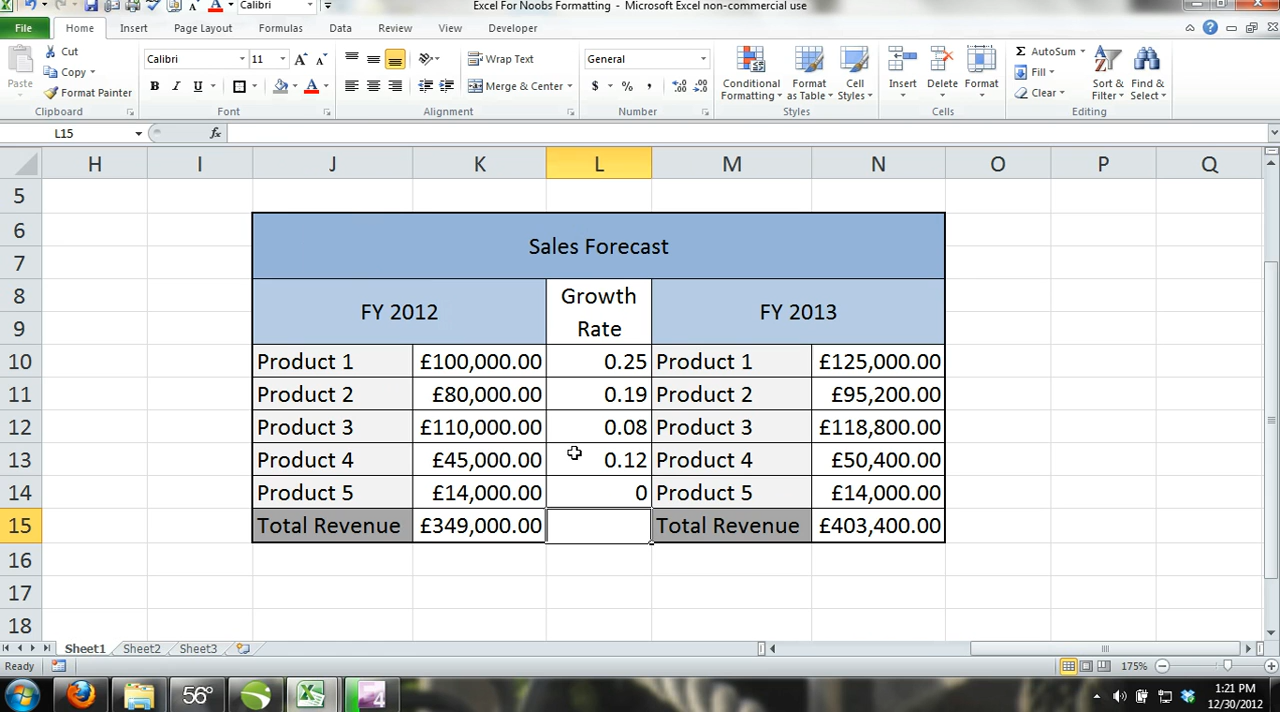 Excel For Noobs Formatting - Microsoft Excel non-commercial use
Calibri
File Home Insert Page Layout Formulas Data Review View Developer
Paste
Cut
Copy
Format Painter
Clipboard
Calibri 11
B I U
Font
Wrap Text
Merge & Center
Alignment
General
$ % ,
Number
Conditional Formatting
Format as Table
Cell Styles
Styles
Insert
Delete
Format
Cells
Σ AutoSum
Fill
Clear
Sort & Filter
Find & Select
Editing
L15 fx
H I J K L M N O P Q
5
6
7
Sales Forecast
8
9
FY 2012
Growth
Rate
FY 2013
10 Product 1 £100,000.00 0.25 Product 1 £125,000.00
11 Product 2 £80,000.00 0.19 Product 2 £95,200.00
12 Product 3 £110,000.00 0.08 Product 3 £118,800.00
13 Product 4 £45,000.00 0.12 Product 4 £50,400.00
14 Product 5 £14,000.00 0 Product 5 £14,000.00
15 Total Revenue £349,000.00 Total Revenue £403,400.00
16
17
18
Sheet1 Sheet2 Sheet3
Ready 175%
56°
1:21 PM
12/30/2012